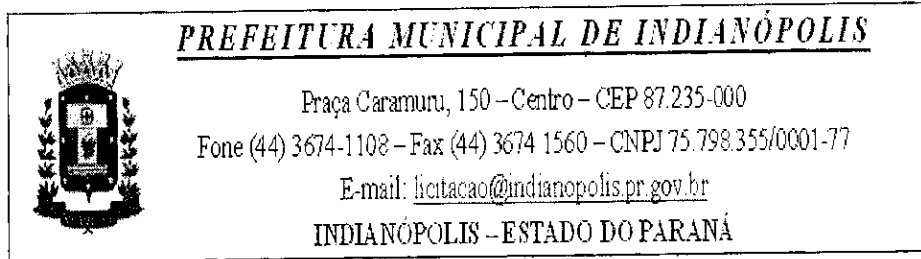 PREFEITURA MUNICIPAL DE INDIANÓPOLIS
Praça Caramuru, 150 – Centro – CEP 87.235-000
Fone (44) 3674-1108 – Fax (44) 3674 1560 – CNPJ 75.798.355/0001-77
E-mail: licitacao@indianopolis.pr.gov.br
INDIANÓPOLIS – ESTADO DO PARANÁ